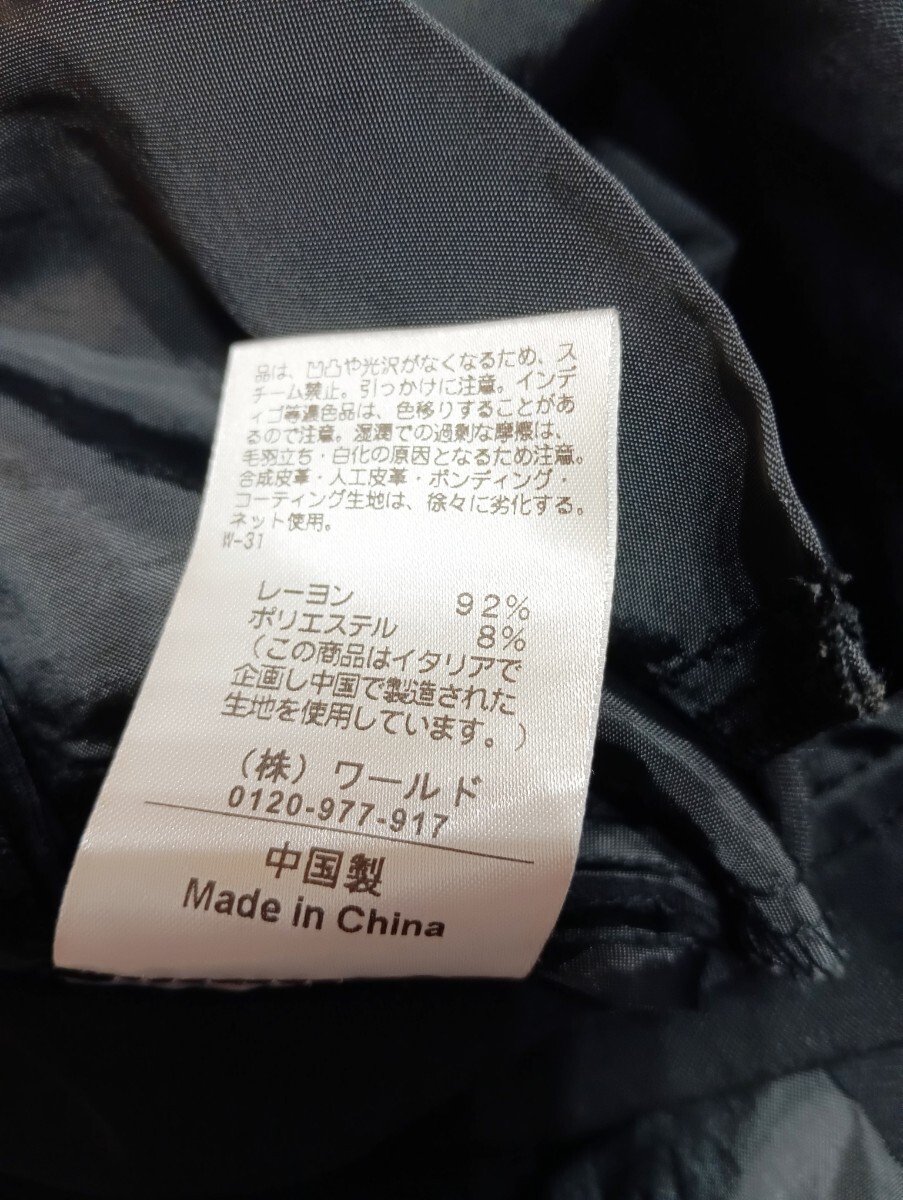 品は、凹凸や光沢がなくなるため、ス
チーム禁止。引っかけに注意。インデ
ィゴ等濃色品は、色移りすることがあ
るので注意。湿潤での過剰な摩擦は、
毛羽立ち・白化の原因となるため注意。
合成皮革・人工皮革・ボンディング・
コーティング生地は、徐々に劣化する。
ネット使用。
W-31
レーヨン 92%
ポリエステル 8%
(この商品はイタリアで
企画し中国で製造された
生地を使用しています。)
(株) ワールド
0120-977-917
中国製
Made in China